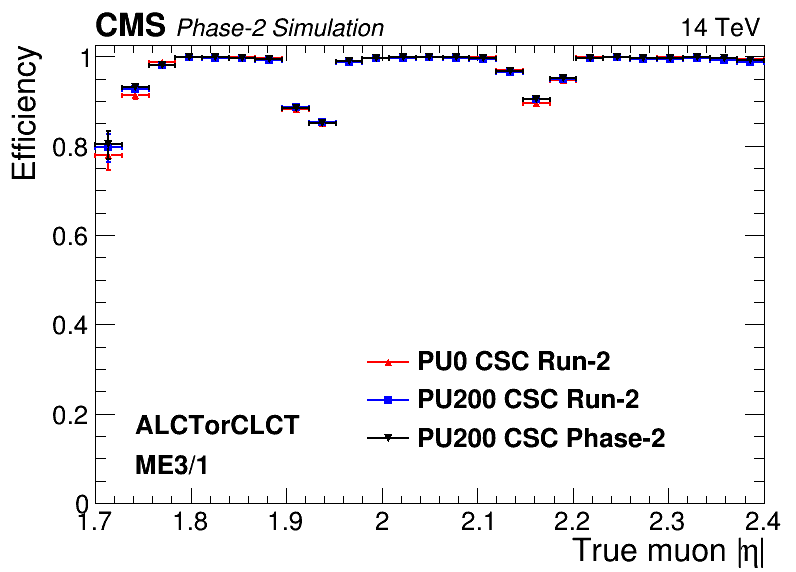 CMS Phase-2 Simulation 14 TeV
Efficiency
1
0.8
0.6
0.4
0.2
0
PU0 CSC Run-2
PU200 CSC Run-2
PU200 CSC Phase-2
ALCTorCLCT
ME3/1
1.7 1.8 1.9 2 2.1 2.2 2.3 2.4
True muon |η|